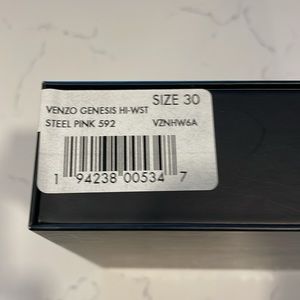 SIZE 30
VENZO GENESIS HI-WST
STEEL PINK 592 VZNHW6A
1 94238 00534 7